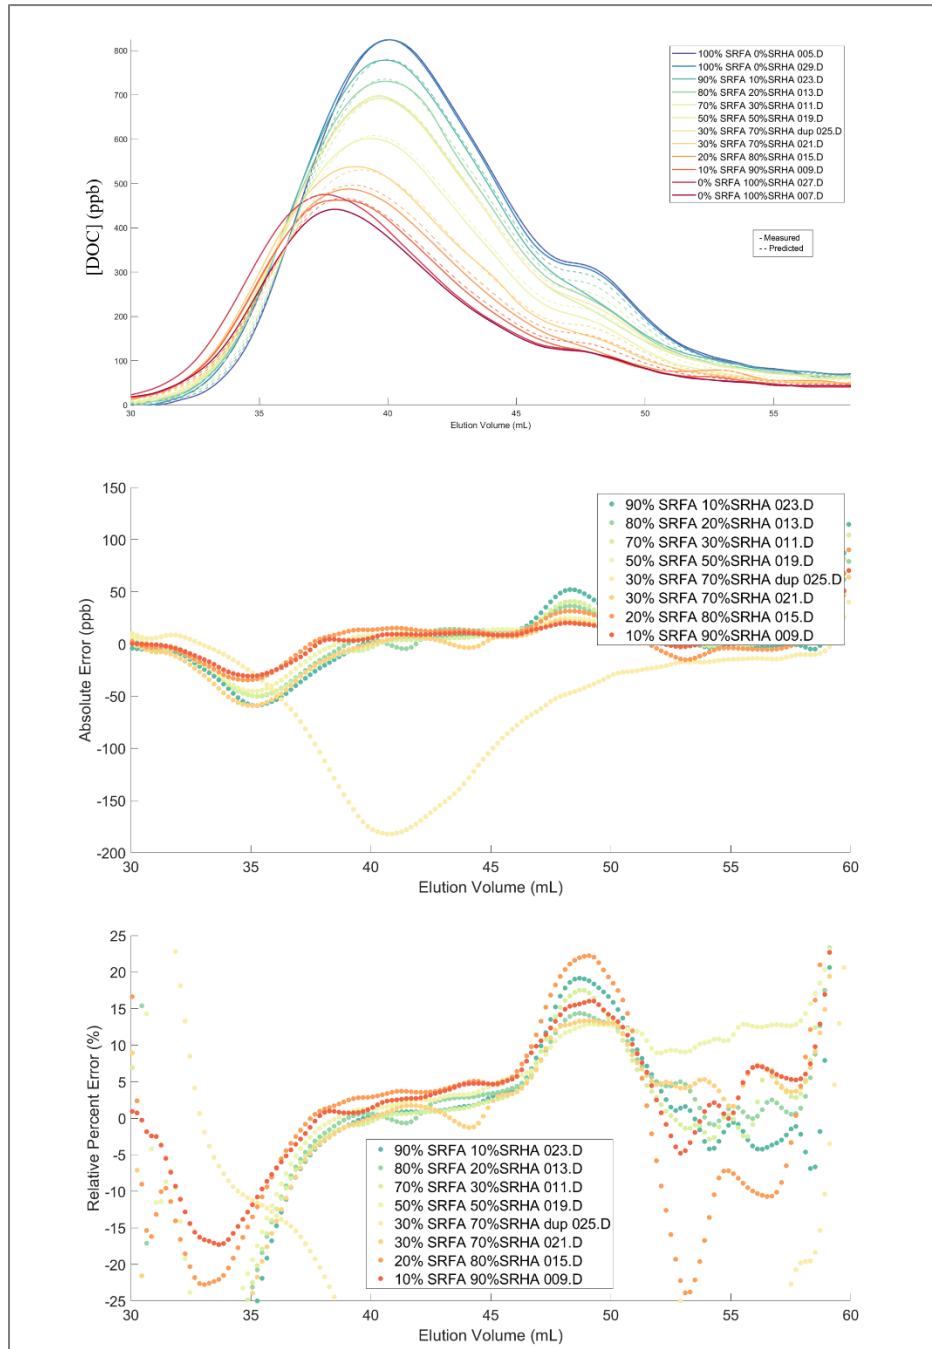 800
700
600
500
400
300
200
100
0
[DOC] (ppb)
100% SRFA 0%SRHA 005.D
100% SRFA 0%SRHA 029.D
90% SRFA 10%SRHA 023.D
80% SRFA 20%SRHA 013.D
70% SRFA 30%SRHA 011.D
50% SRFA 50%SRHA 019.D
30% SRFA 70%SRHA dup 025.D
30% SRFA 70%SRHA 021.D
20% SRFA 80%SRHA 015.D
10% SRFA 90%SRHA 009.D
0% SRFA 100%SRHA 027.D
0% SRFA 100%SRHA 007.D
- Measured
-- Predicted
30 35 40 45 50 55
Elution Volume (mL)
150
100
50
0
-50
-100
-150
-200
Absolute Error (ppb)
90% SRFA 10%SRHA 023.D
80% SRFA 20%SRHA 013.D
70% SRFA 30%SRHA 011.D
50% SRFA 50%SRHA 019.D
30% SRFA 70%SRHA dup 025.D
30% SRFA 70%SRHA 021.D
20% SRFA 80%SRHA 015.D
10% SRFA 90%SRHA 009.D
30 35 40 45 50 55 60
Elution Volume (mL)
25
20
15
10
5
0
-5
-10
-15
-20
-25
Relative Percent Error (%)
90% SRFA 10%SRHA 023.D
80% SRFA 20%SRHA 013.D
70% SRFA 30%SRHA 011.D
50% SRFA 50%SRHA 019.D
30% SRFA 70%SRHA dup 025.D
30% SRFA 70%SRHA 021.D
20% SRFA 80%SRHA 015.D
10% SRFA 90%SRHA 009.D
30 35 40 45 50 55 60
Elution Volume (mL)